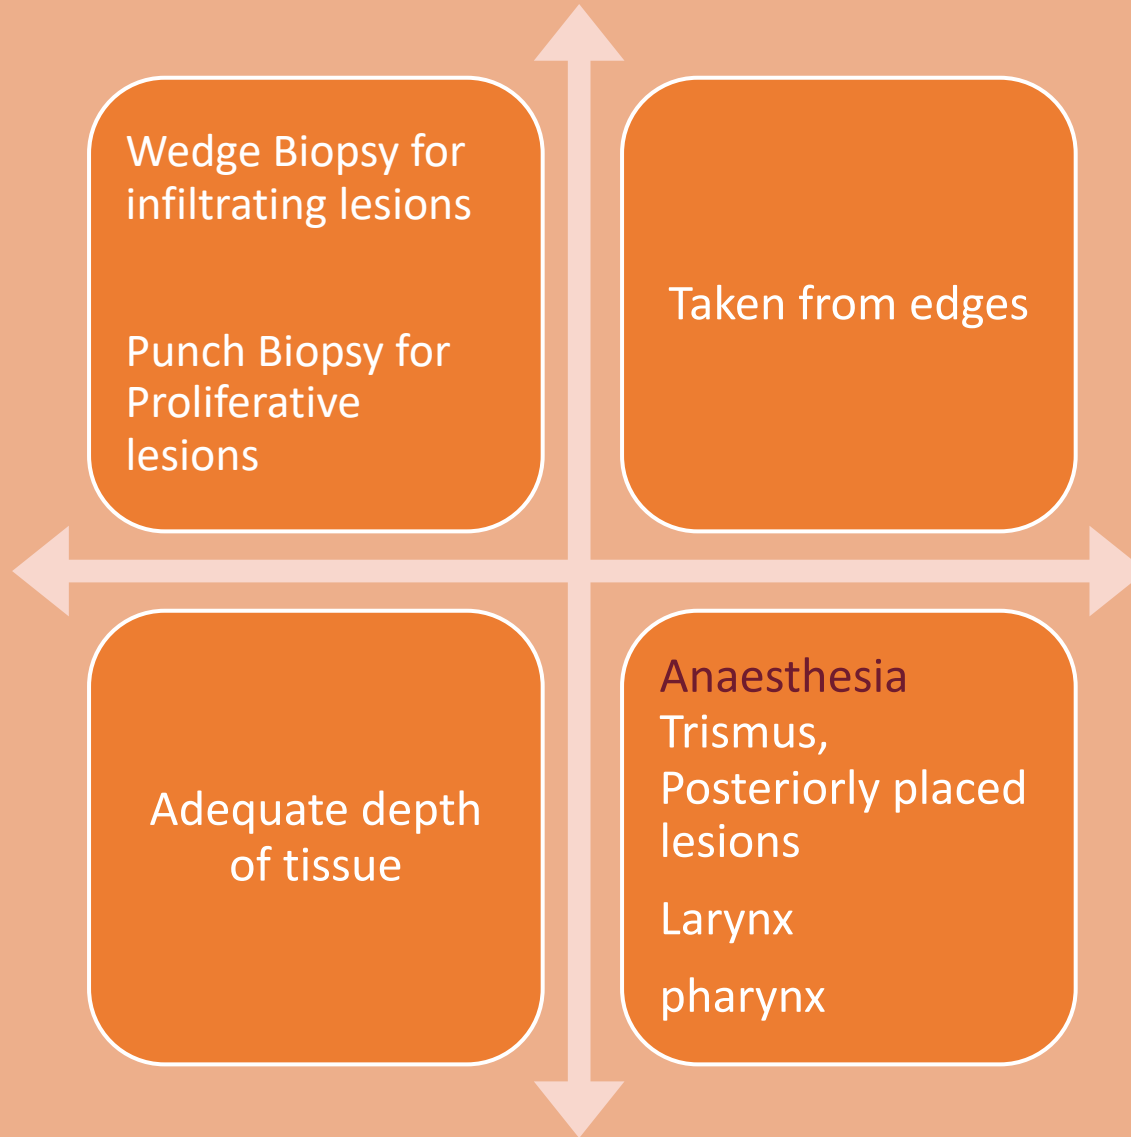 Wedge Biopsy for
infiltrating lesions
Punch Biopsy for
Proliferative
lesions
Taken from edges
Adequate depth
of tissue
Anaesthesia
Trismus,
Posteriorly placed
lesions
Larynx
pharynx